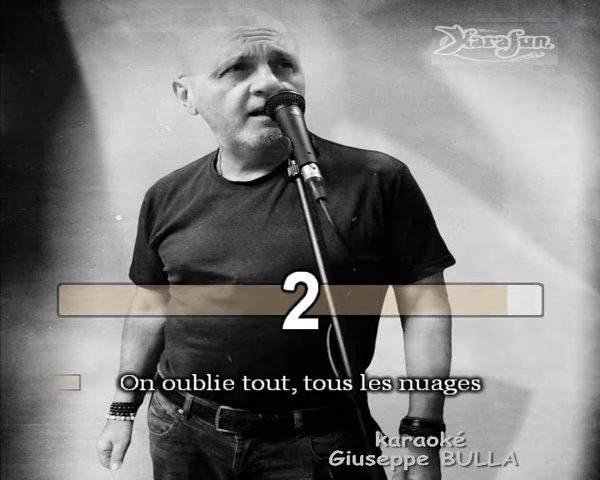 KaraFun
2
On oublie tout, tous les nuages
karaoké
Giuseppe BULLA